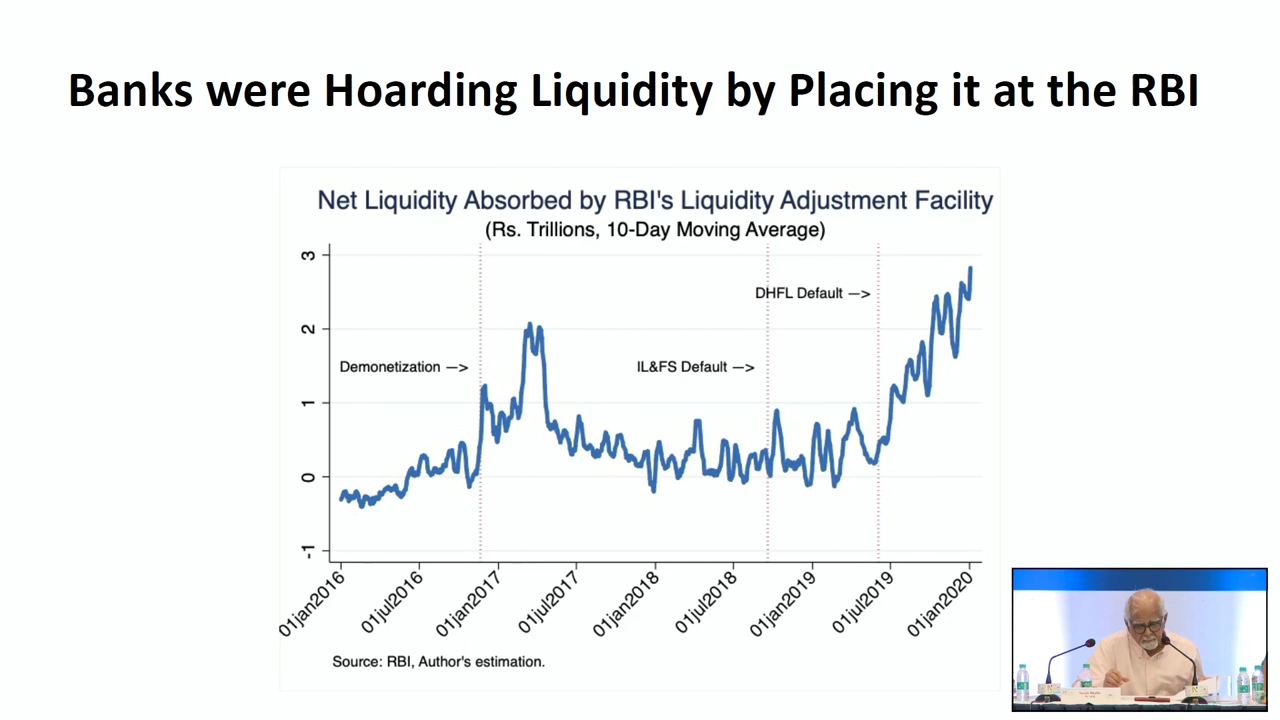 Banks were Hoarding Liquidity by Placing it at the RBI
Net Liquidity Absorbed by RBI's Liquidity Adjustment Facility
(Rs. Trillions, 10-Day Moving Average)
3
2
1
0
-1
DHFL Default —>
Demonetization —>
IL&FS Default —>
01jan2016
01jul2016
01jan2017
01jul2017
01jan2018
01jul2018
01jan2019
01jul2019
01jan2020
Source: RBI, Author's estimation.